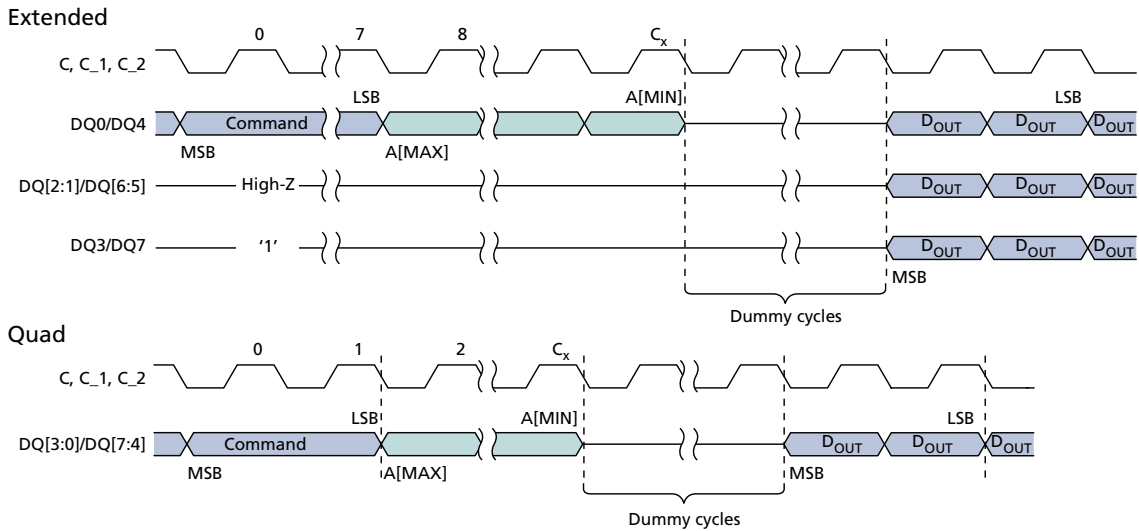 Extended
0 7 8 Cx
C, C_1, C_2
LSB A[MIN] LSB
DQ0/DQ4 Command DOUT DOUT DOUT
MSB A[MAX]
DQ[2:1]/DQ[6:5] High-Z DOUT DOUT DOUT
DQ3/DQ7 ‘1’ DOUT DOUT DOUT
MSB
Dummy cycles
Quad
0 1 2 Cx
C, C_1, C_2
LSB A[MIN] LSB
DQ[3:0]/DQ[7:4] Command DOUT DOUT DOUT
MSB A[MAX] MSB
Dummy cycles